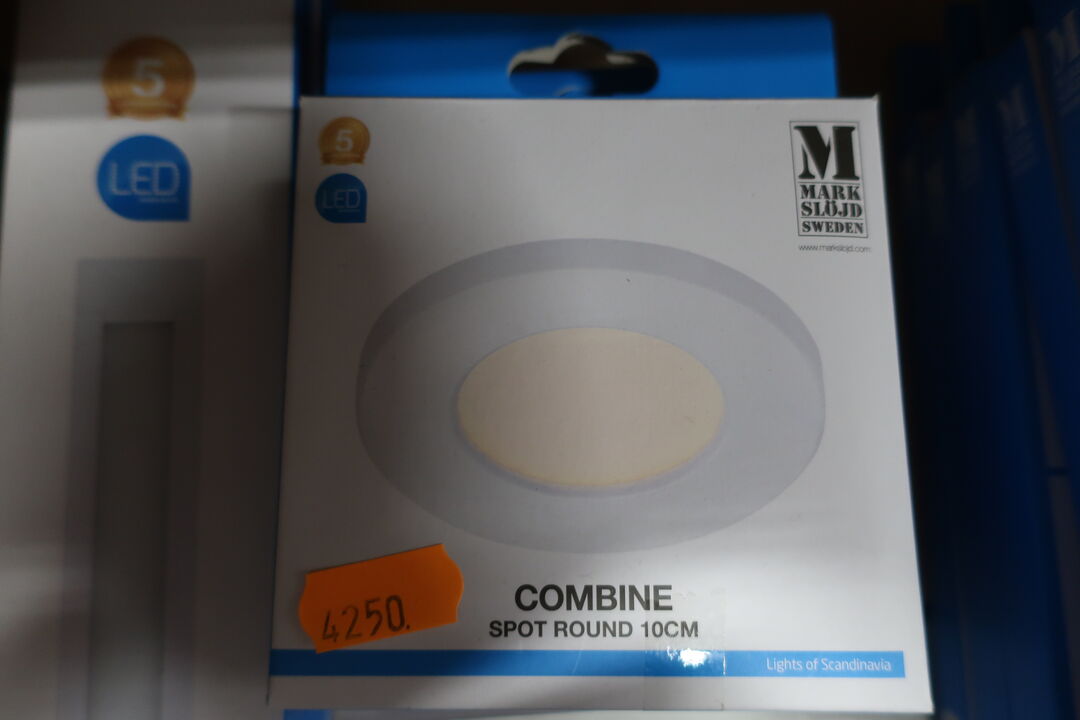 5
LED
5
LED
M
MARK
SLÖJD
SWEDEN
www.markslojd.com
4250.
COMBINE
SPOT ROUND 10CM
Lights of Scandinavia